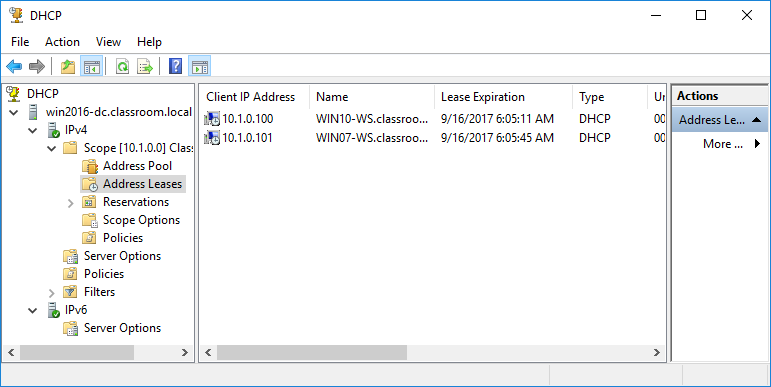 DHCP
File Action View Help
DHCP
win2016-dc.classroom.local
IPv4
Scope [10.1.0.0] Clas
Address Pool
Address Leases
Reservations
Scope Options
Policies
Server Options
Policies
Filters
IPv6
Server Options
Client IP Address Name Lease Expiration Type Ur
10.1.0.100 WIN10-WS.classroo... 9/16/2017 6:05:11 AM DHCP 00
10.1.0.101 WIN07-WS.classroo... 9/16/2017 6:05:45 AM DHCP 00
Actions
Address Le...
More ...